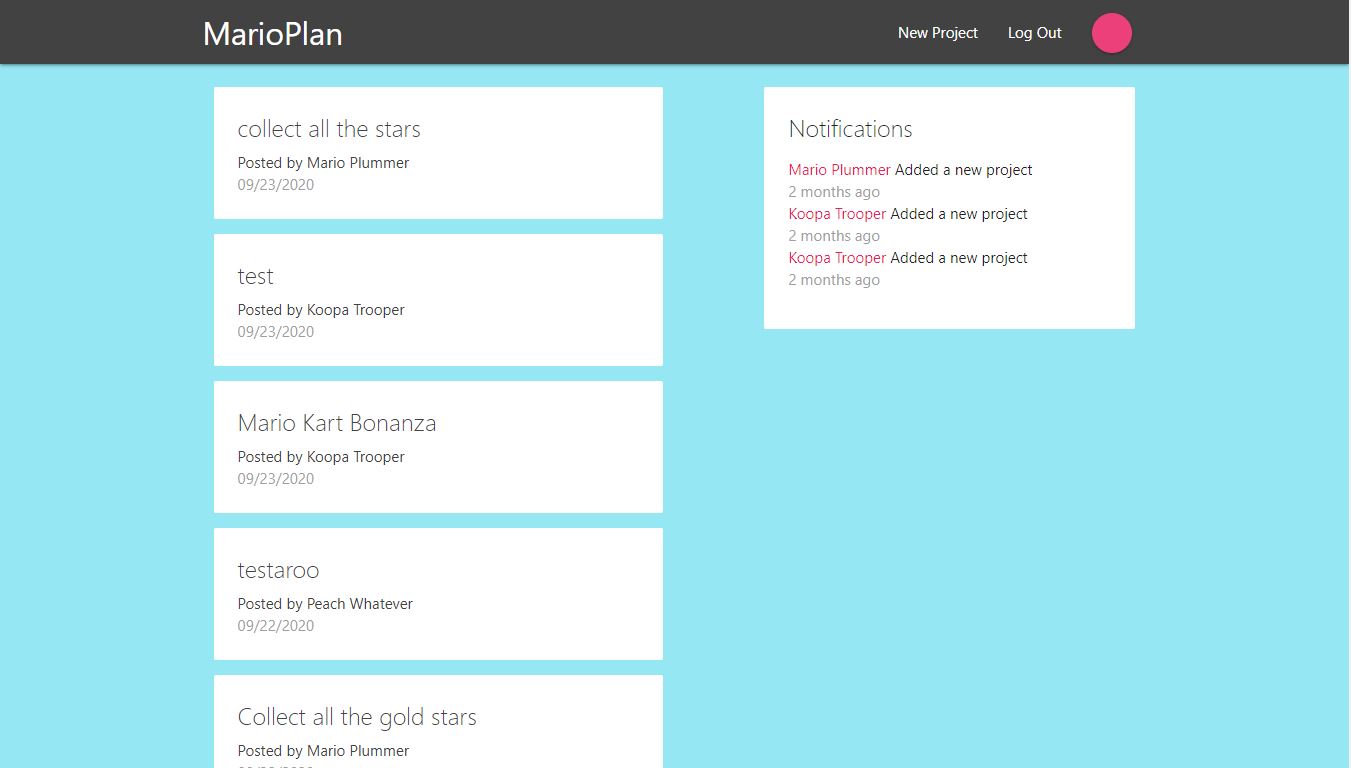 MarioPlan
New Project
Log Out
collect all the stars
Posted by Mario Plummer
09/23/2020
test
Posted by Koopa Trooper
09/23/2020
Mario Kart Bonanza
Posted by Koopa Trooper
09/23/2020
testaroo
Posted by Peach Whatever
09/22/2020
Collect all the gold stars
Posted by Mario Plummer
Notifications
Mario Plummer Added a new project
2 months ago
Koopa Trooper Added a new project
2 months ago
Koopa Trooper Added a new project
2 months ago